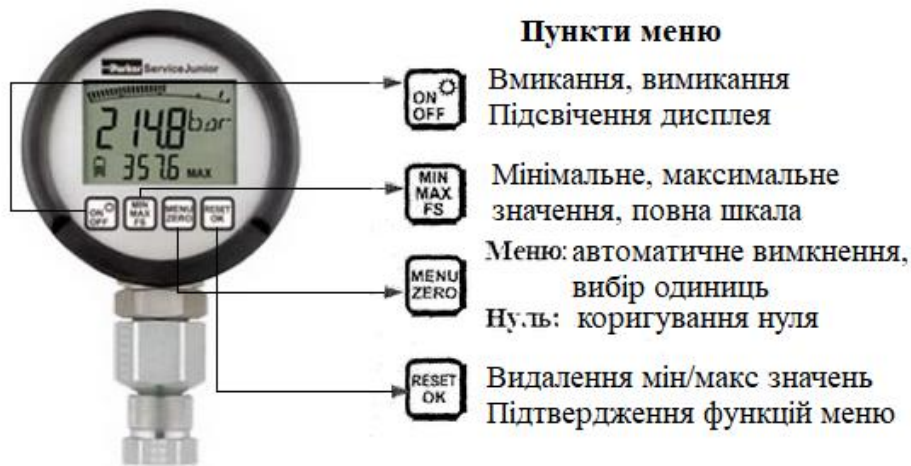 Пункти меню
Parker ServiceJunior
214.8 bar
357.6 MAX
ON OFF
MIN MAX FS
MENU ZERO
RESET OK
ON
OFF
Вмикання, вимикання
Підсвічення дисплея
MIN
MAX
FS
Мінімальне, максимальне
значення, повна шкала
MENU
ZERO
Меню: автоматичне вимкнення,
вибір одиниць
Нуль: коригування нуля
RESET
OK
Видалення мін/макс значень
Підтвердження функцій меню